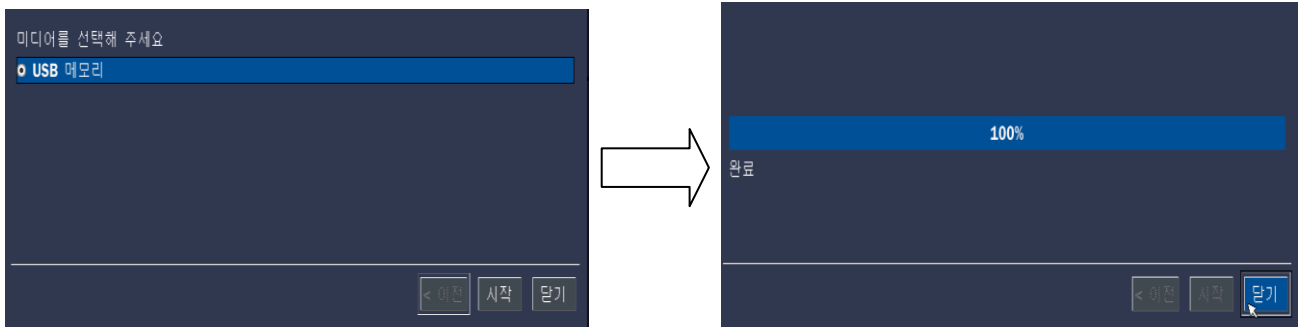 미디어를 선택해 주세요
USB 메모리
< 이전 시작 닫기
100%
완료
< 이전 시작 닫기